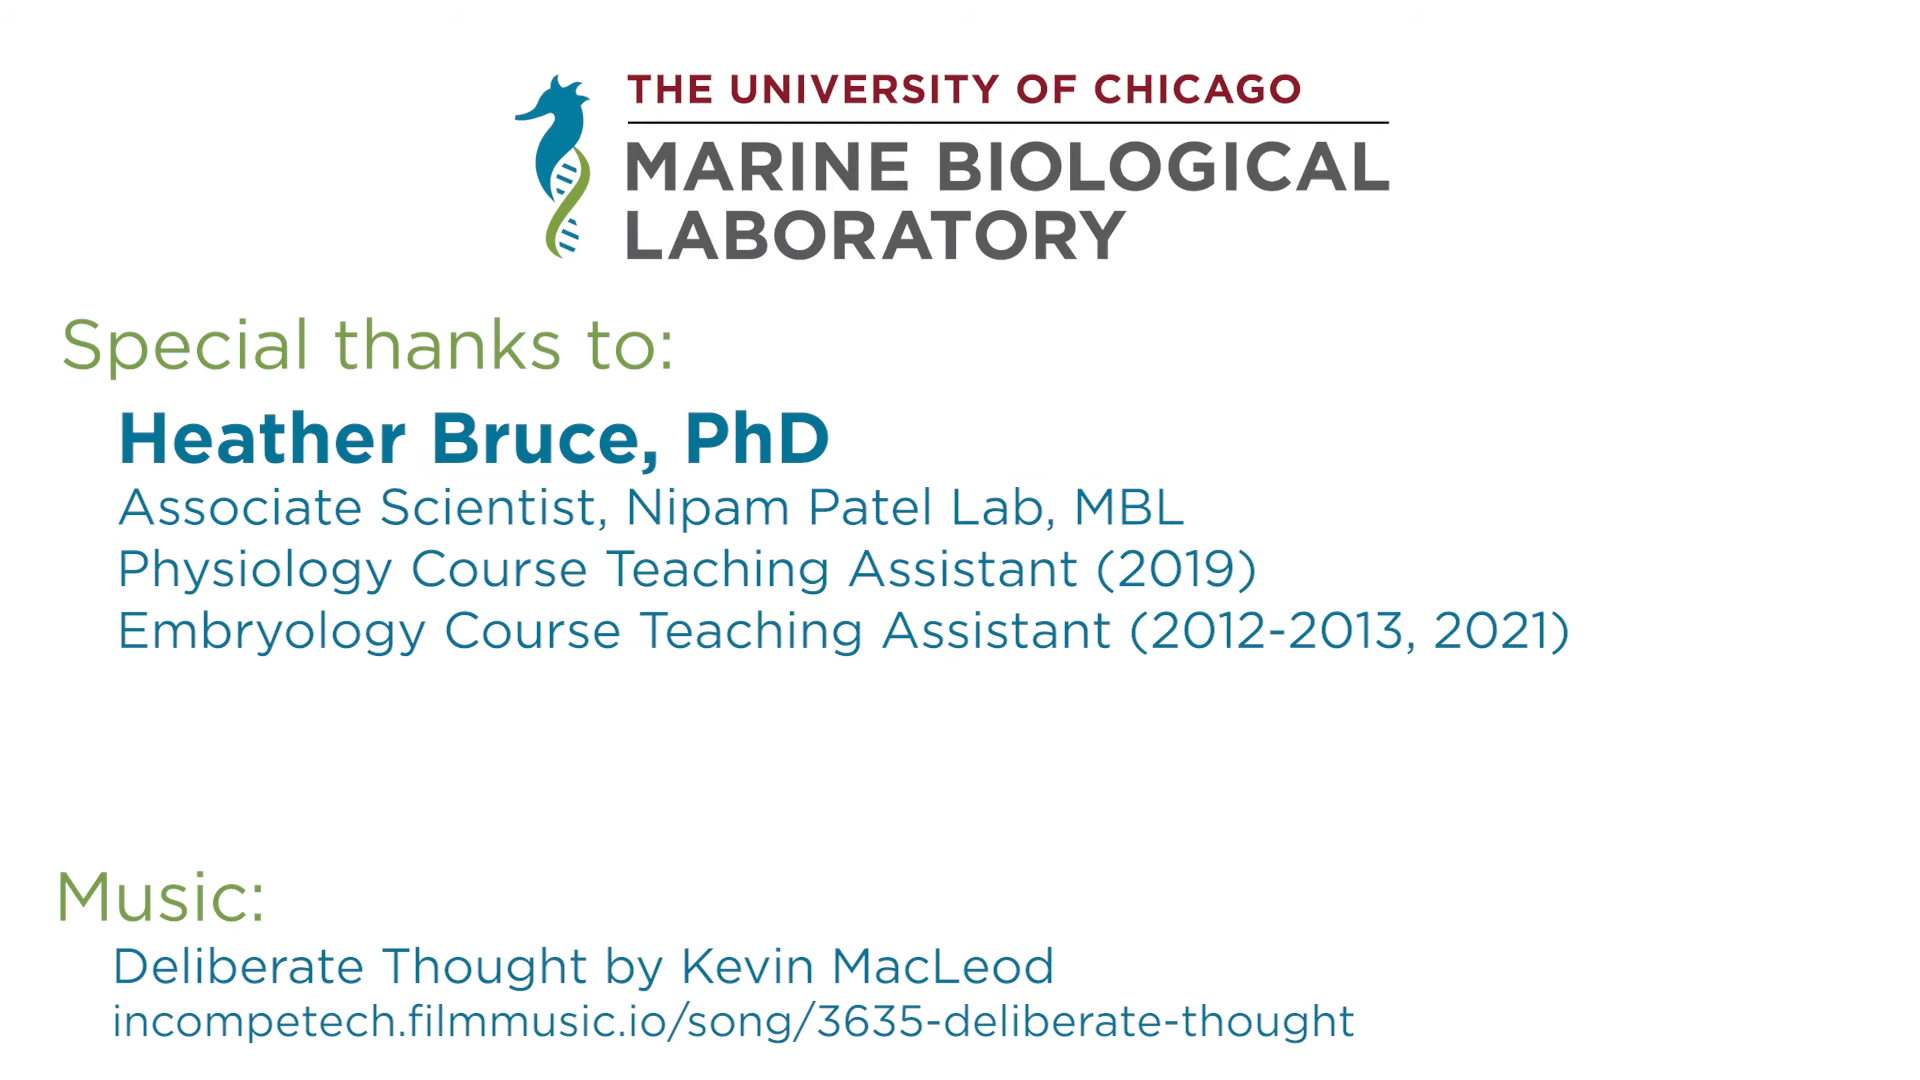 THE UNIVERSITY OF CHICAGO
MARINE BIOLOGICAL
LABORATORY
Special thanks to:
Heather Bruce, PhD
Associate Scientist, Nipam Patel Lab, MBL
Physiology Course Teaching Assistant (2019)
Embryology Course Teaching Assistant (2012-2013, 2021)
Music:
Deliberate Thought by Kevin MacLeod
incompetech.filmmusic.io/song/3635-deliberate-thought